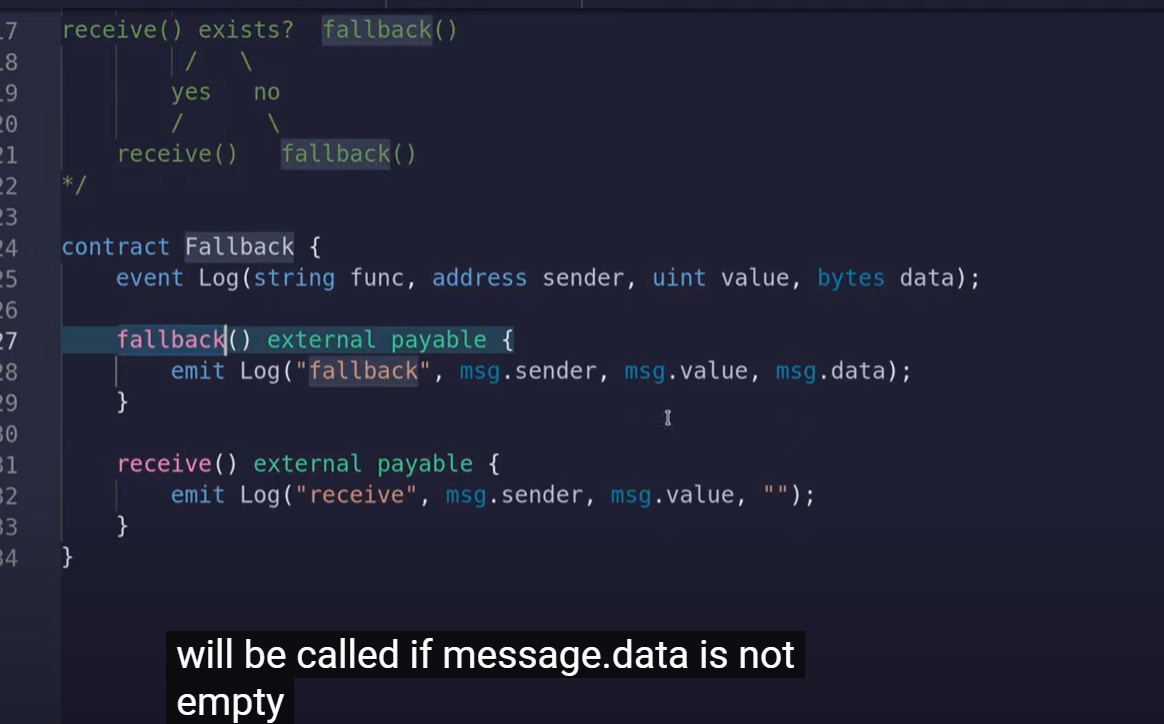 7 receive() exists? fallback()
8 / \
9 yes no
20 / \
21 receive() fallback()
22 */
23
24 contract Fallback {
25 event Log(string func, address sender, uint value, bytes data);
26
27 fallback() external payable {
28 emit Log("fallback", msg.sender, msg.value, msg.data);
29 }
30
31 receive() external payable {
32 emit Log("receive", msg.sender, msg.value, "");
33 }
34 }
will be called if message.data is not
empty